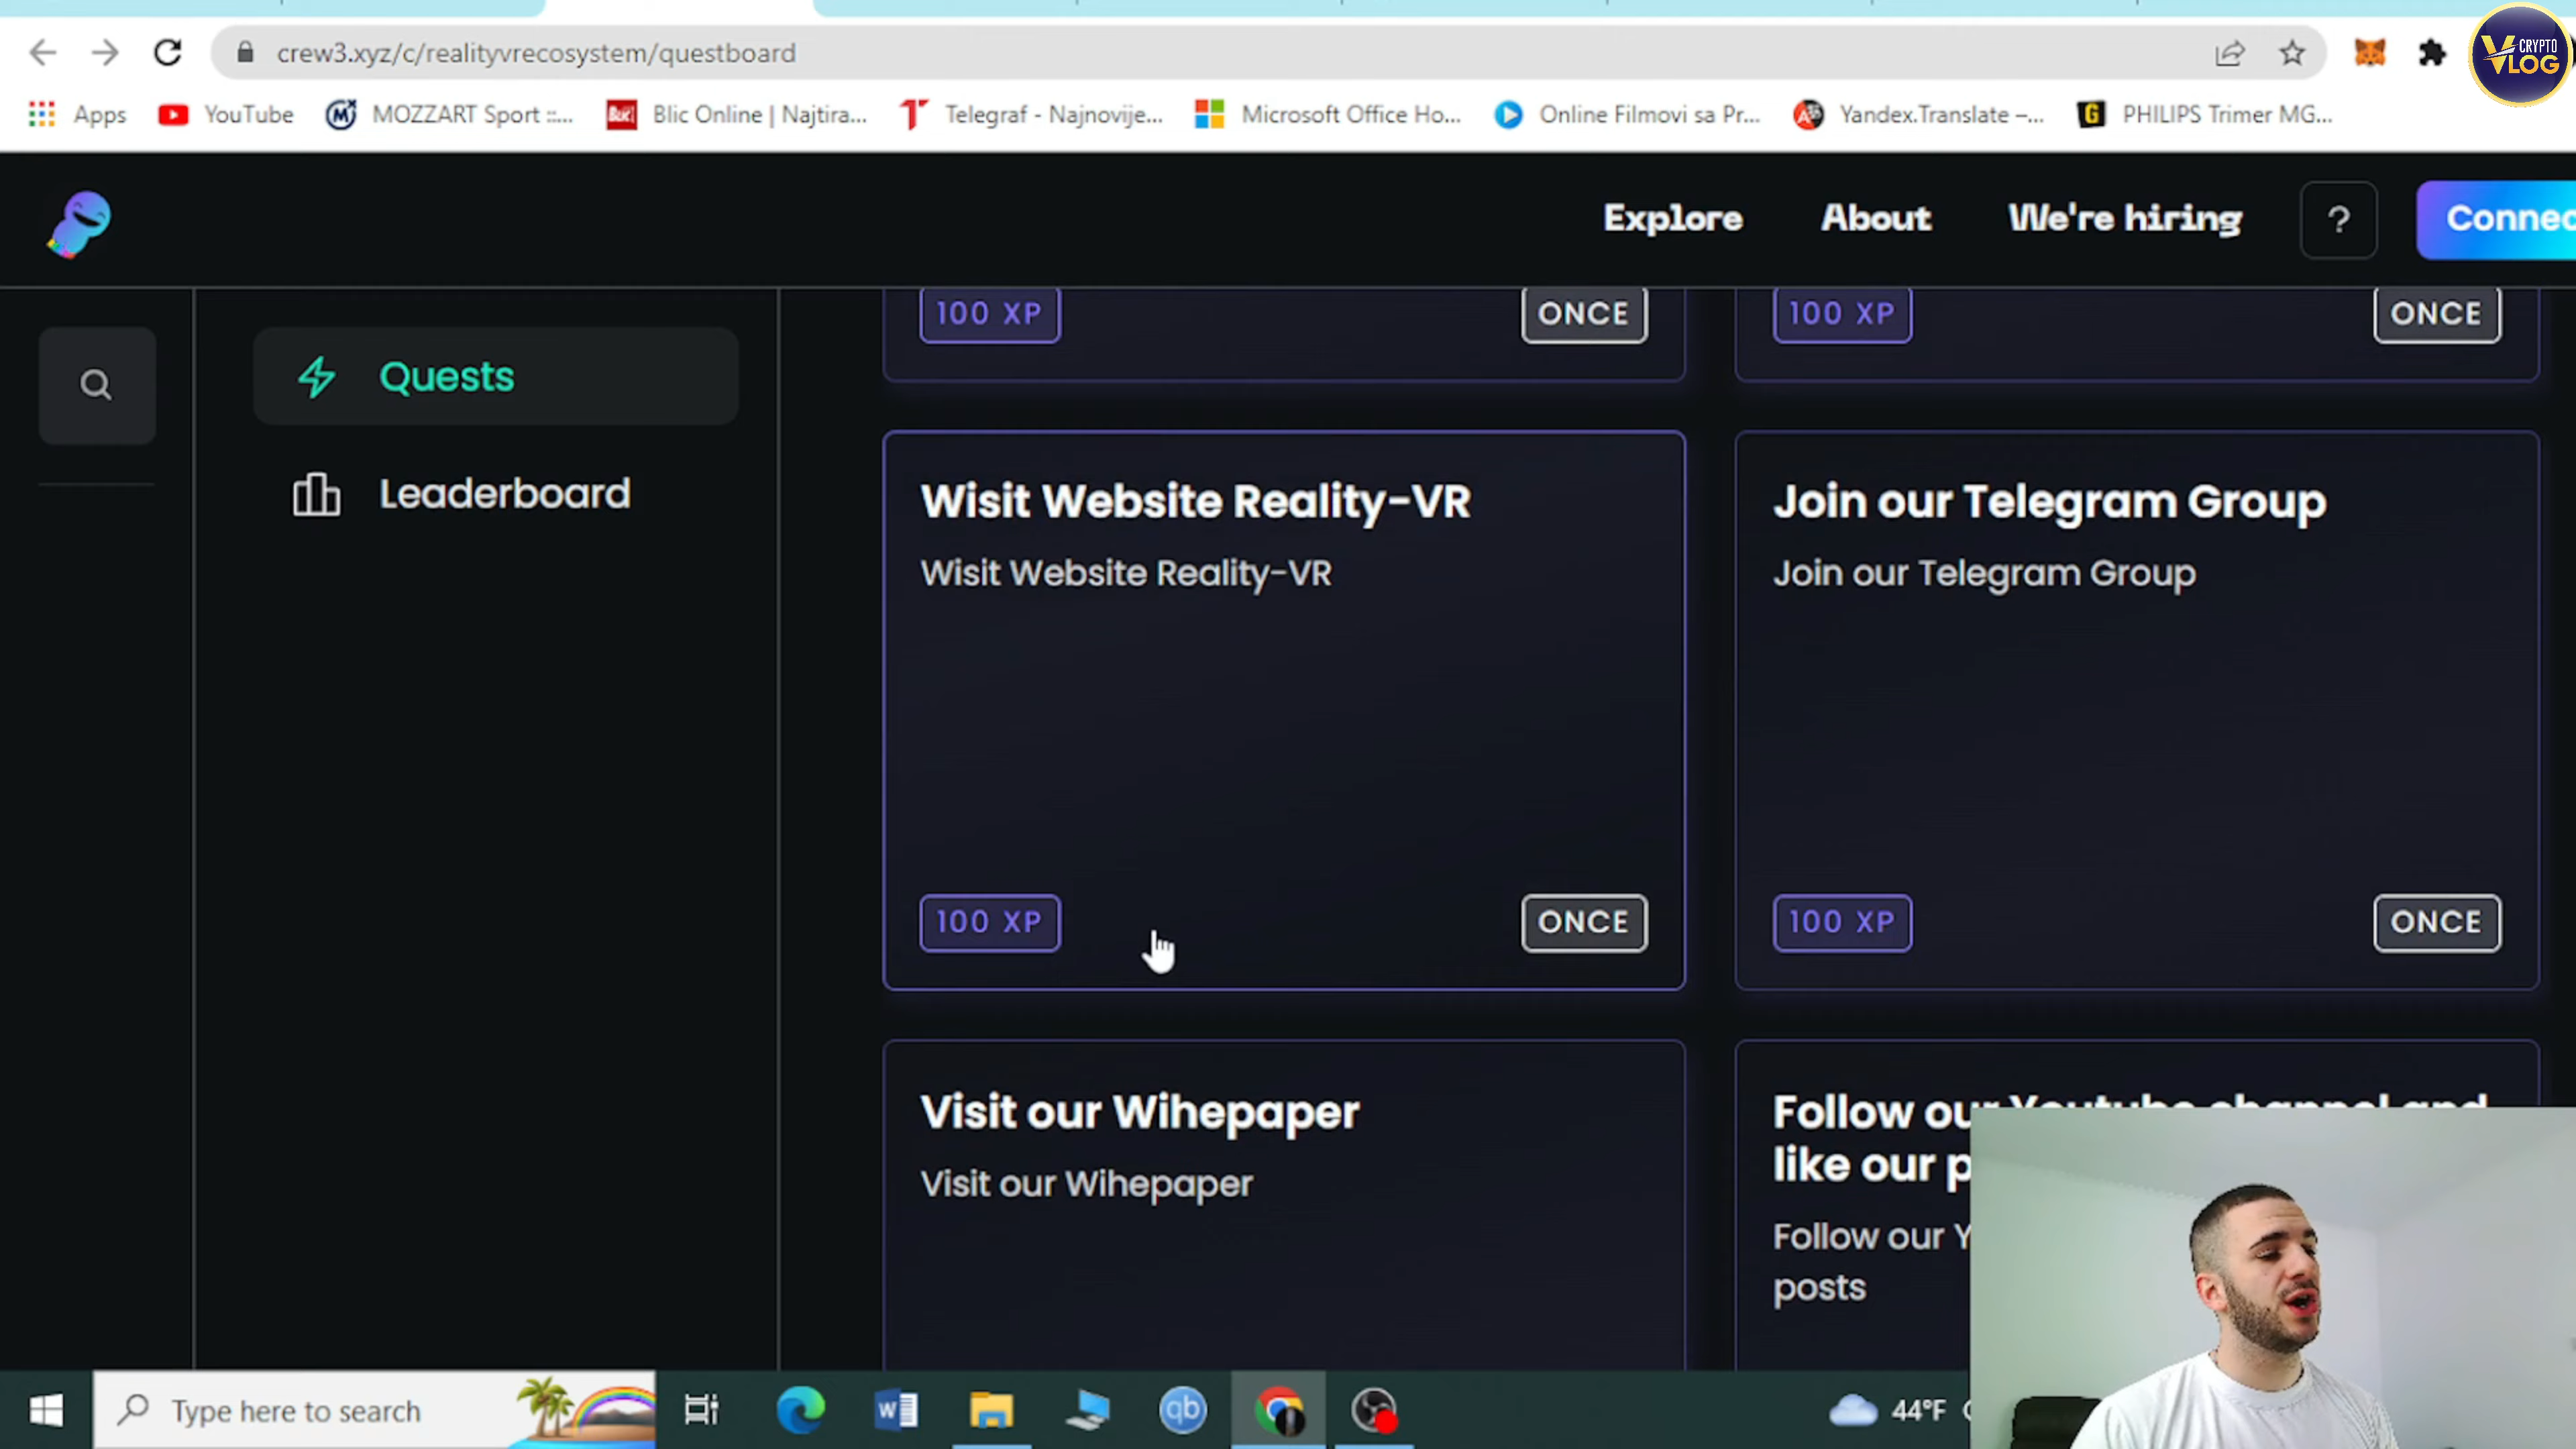 crew3.xyz/c/realityvrecosystem/questboard
CRYPTO
VLOG
Apps
YouTube
MOZZART Sport ::...
Blic Online | Najtira...
Telegraf - Najnovije...
Microsoft Office Ho...
Online Filmovi sa Pr...
Yandex.Translate –...
PHILIPS Trimer MG...
Explore
About
We're hiring
?
Connec
Quests
Leaderboard
100 XP
ONCE
100 XP
ONCE
Wisit Website Reality-VR
Wisit Website Reality-VR
100 XP
ONCE
Join our Telegram Group
Join our Telegram Group
100 XP
ONCE
Visit our Wihepaper
Visit our Wihepaper
Follow our Youtube channel and
like our p
Follow our Y
posts
Type here to search
44°F